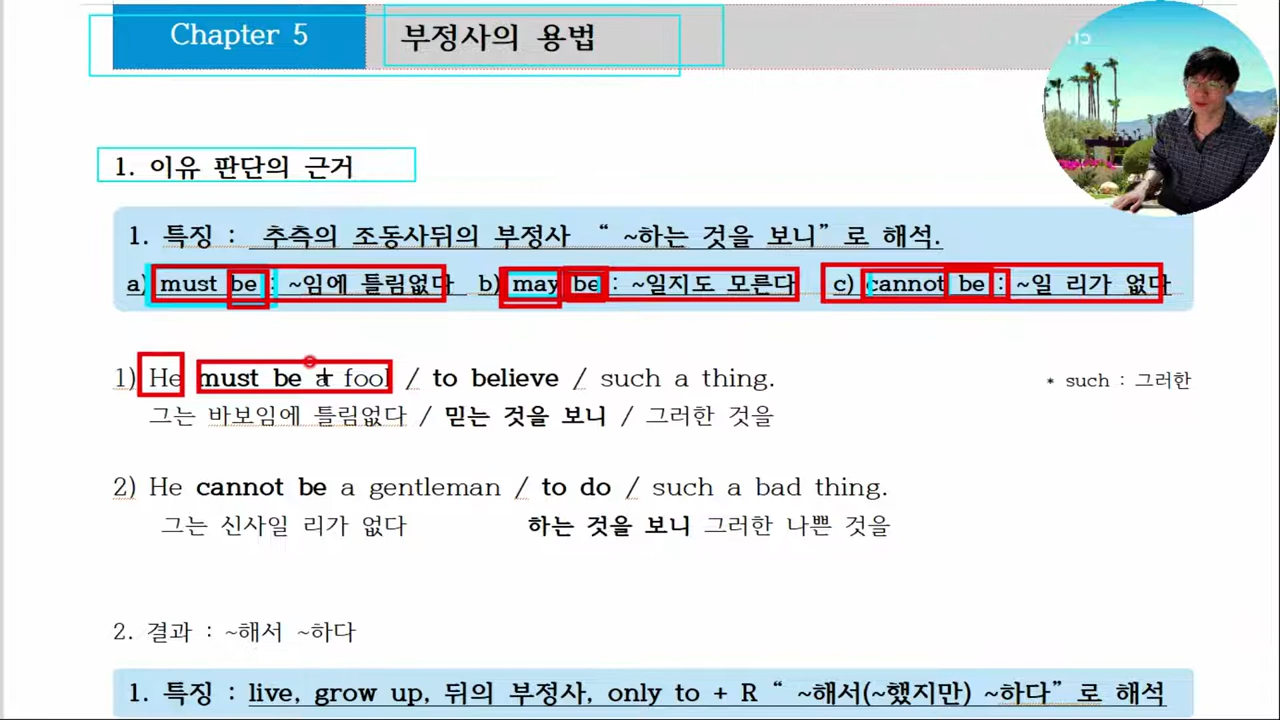 Chapter 5 부정사의 용법
1. 이유 판단의 근거
1. 특징 : 추측의 조동사뒤의 부정사 “ ~하는 것을 보니” 로 해석.
a) must be : ~임에 틀림없다 b) may be : ~일지도 모른다 c) cannot be : ~일 리가 없다
1) He must be a fool / to believe / such a thing. * such : 그러한
그는 바보임에 틀림없다 / 믿는 것을 보니 / 그러한 것을
2) He cannot be a gentleman / to do / such a bad thing.
그는 신사일 리가 없다 하는 것을 보니 그러한 나쁜 것을
2. 결과 : ~해서 ~하다
1. 특징 : live, grow up, 뒤의 부정사, only to + R “ ~해서(~했지만) ~하다” 로 해석